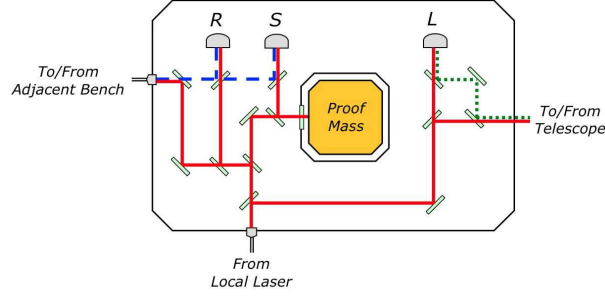 R S L
To/From
Adjacent Bench
Proof
Mass
To/From
Telescope
From
Local Laser